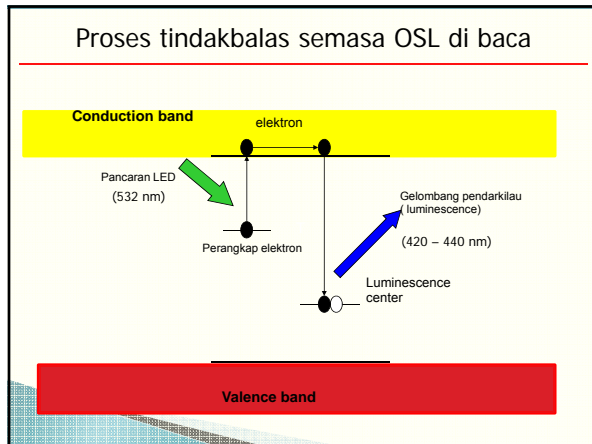 Proses tindakbalas semasa OSL di baca
Conduction band
elektron
Pancaran LED
(532 nm)
Perangkap elektron
Gelombang pendarkilau
( luminescence)
(420 – 440 nm)
Luminescence
center
Valence band